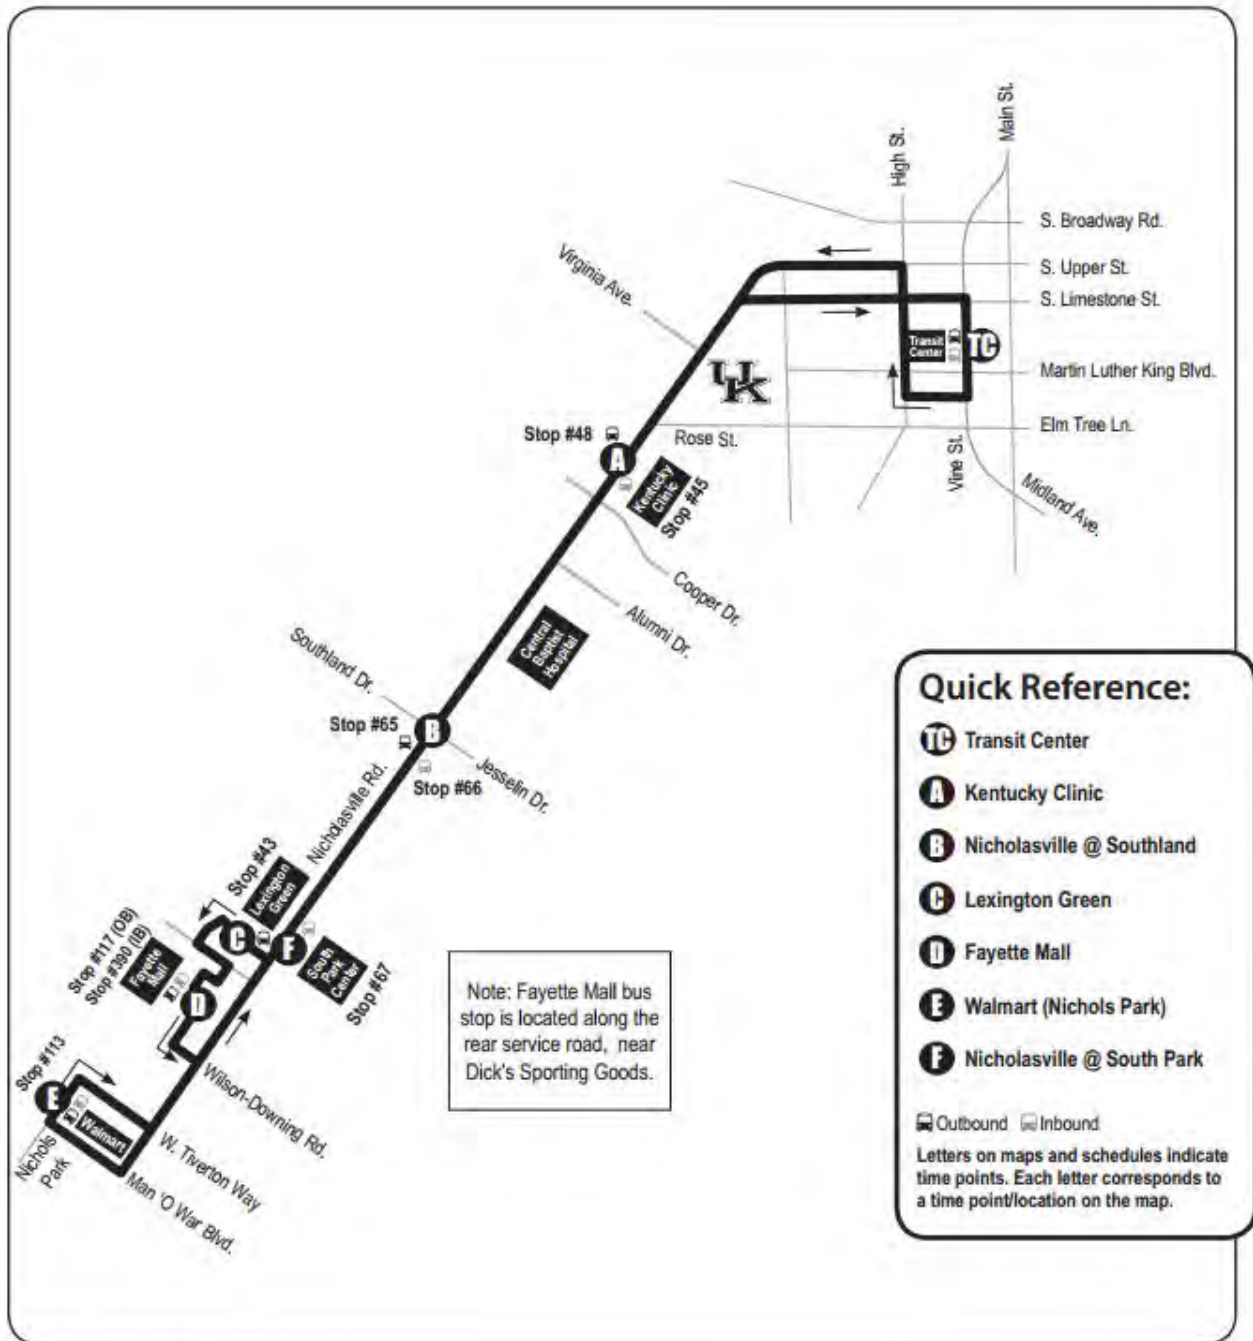 Main St.
High St.
S. Broadway Rd.
Virginia Ave.
S. Upper St.
S. Limestone St.
Transit
Center
TC
Martin Luther King Blvd.
UK
Elm Tree Ln.
Rose St.
Vine St.
Midland Ave.
Stop #48
A
Kentucky
Clinic
Stop #45
Cooper Dr.
Alumni Dr.
Central
Baptist
Hospital
Southland Dr.
Stop #65
B
Jesselin Dr.
Stop #66
Nicholasville Rd.
Stop #43
Lexington
Green
C
F
South
Park
Center
Stop #67
Stop #117 (OB)
Stop #390 (IB)
Fayette
Mall
D
Stop #113
E
Walmart
Nichols
Park
Wilson-Downing Rd.
W. Tiverton Way
Man 'O War Blvd.
Note: Fayette Mall bus
stop is located along the
rear service road, near
Dick's Sporting Goods.
Quick Reference:
TC Transit Center
A Kentucky Clinic
B Nicholasville @ Southland
C Lexington Green
D Fayette Mall
E Walmart (Nichols Park)
F Nicholasville @ South Park
Outbound Inbound
Letters on maps and schedules indicate
time points. Each letter corresponds to
a time point/location on the map.